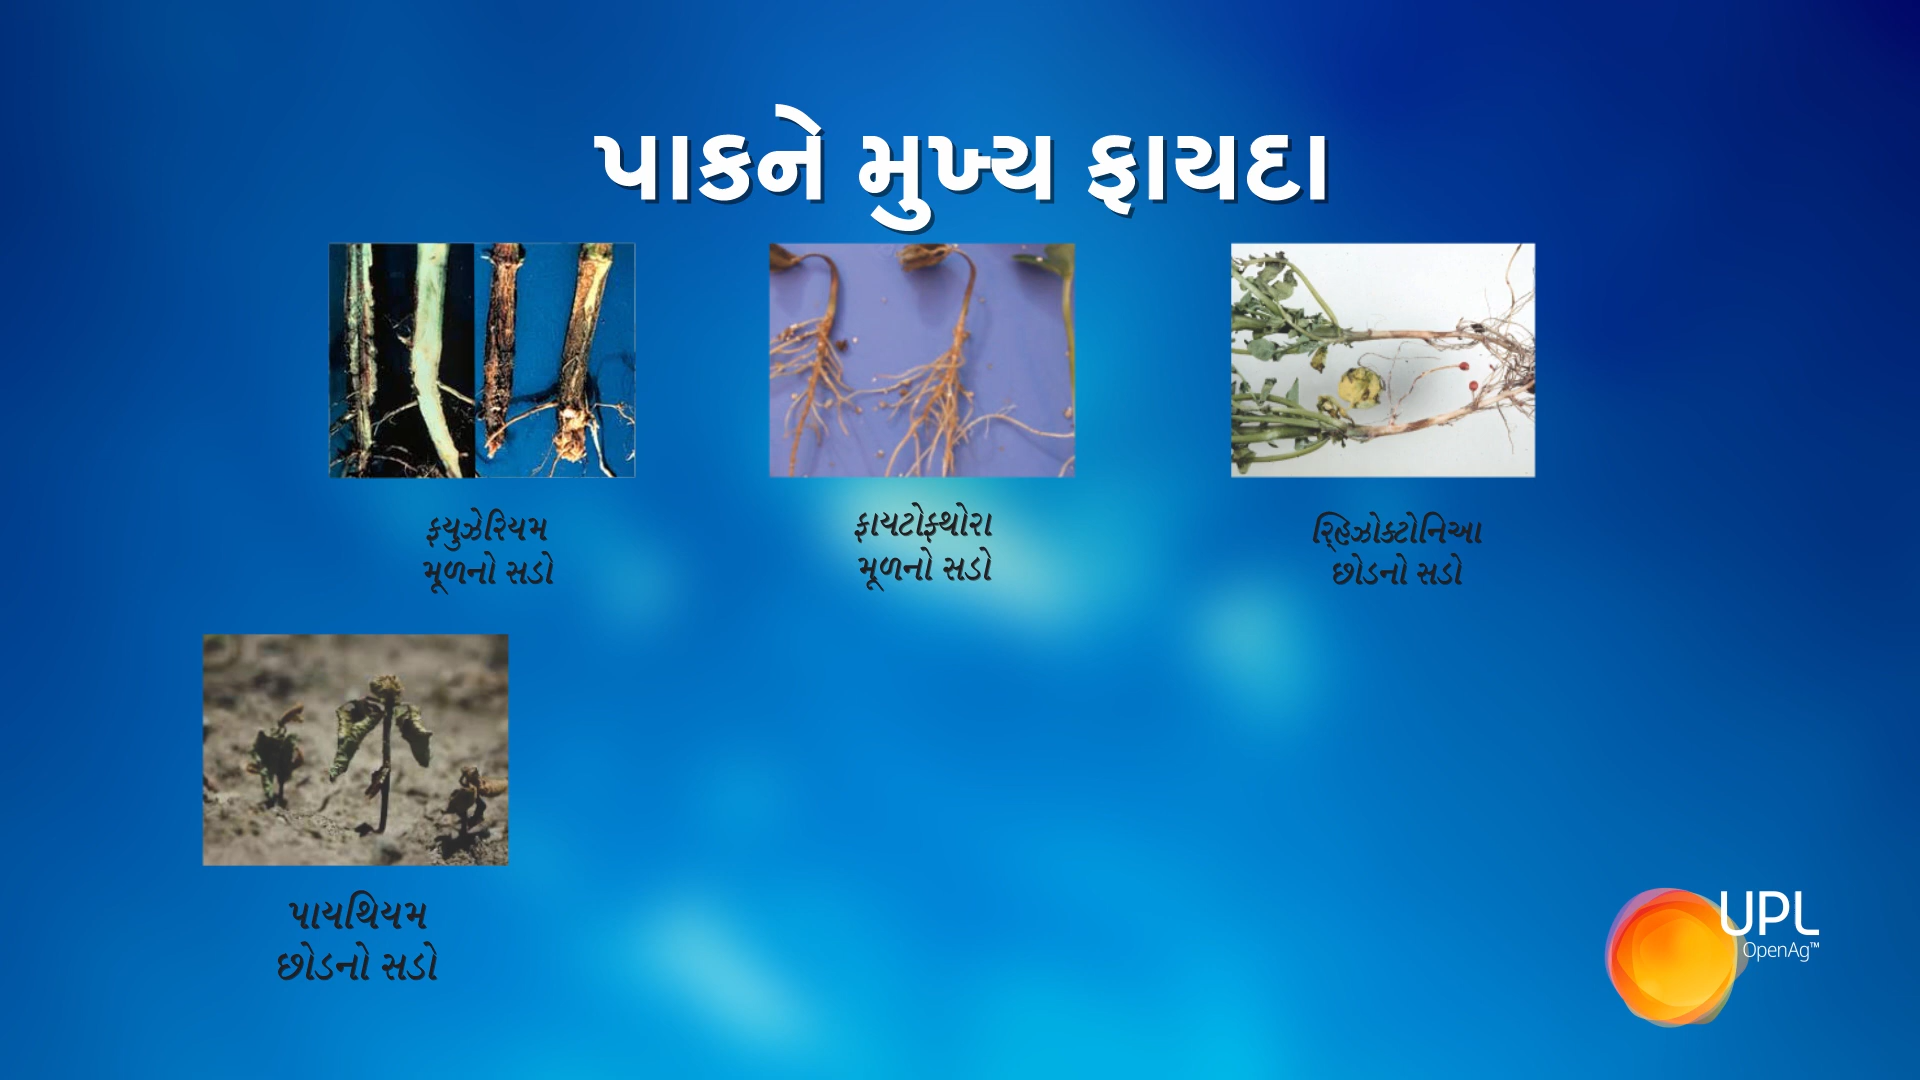 પાકને મુખ્ય ફાયદા
ફ્યુઝેરિયમ
મૂળનો સડો
ફાયટોફ્થોરા
મૂળનો સડો
ર્હિઝોક્ટોનિઆ
છોડનો સડો
પાયથિયમ
છોડનો સડો
UPL
OpenAg™